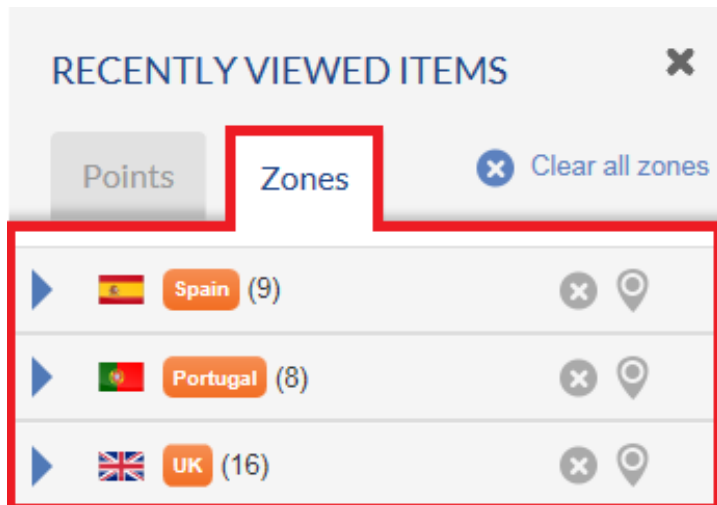 RECENTLY VIEWED ITEMS
Points
Zones
Clear all zones
Spain (9)
Portugal (8)
UK (16)